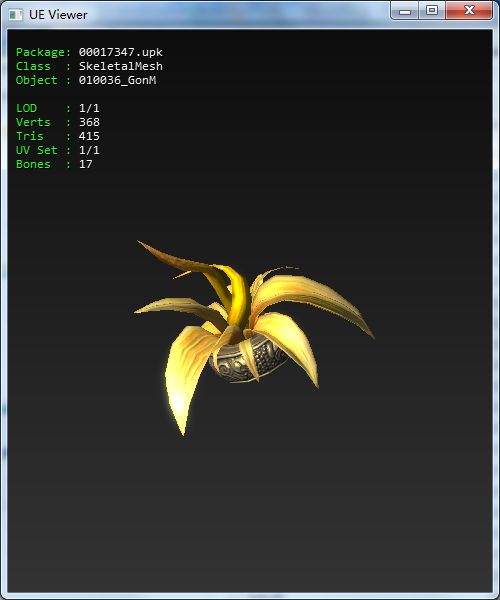 UE Viewer
Package: 00017347.upk
Class : SkeletalMesh
Object : 010036_GonM
LOD : 1/1
Verts : 368
Tris : 415
UV Set : 1/1
Bones : 17